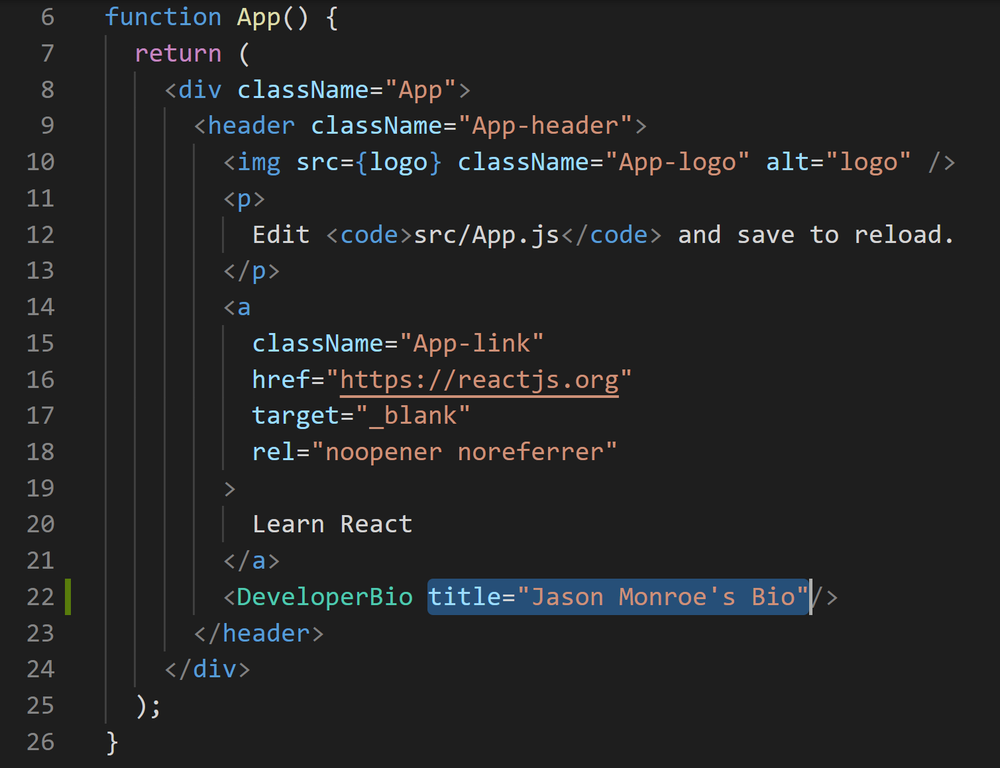 6 function App() {
7 return (
8 <div className="App">
9 <header className="App-header">
10 <img src={logo} className="App-logo" alt="logo" />
11 <p>
12 Edit <code>src/App.js</code> and save to reload.
13 </p>
14 <a
15 className="App-link"
16 href="https://reactjs.org"
17 target="_blank"
18 rel="noopener noreferrer"
19 >
20 Learn React
21 </a>
22 <DeveloperBio title="Jason Monroe's Bio"/>
23 </header>
24 </div>
25 );
26 }